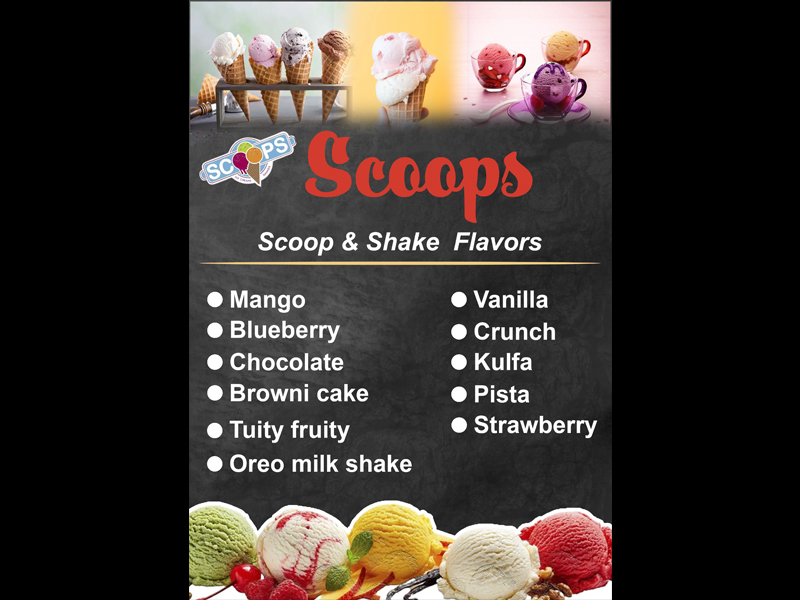 SCOOPS
Scoops
Scoop & Shake Flavors
Mango
Blueberry
Chocolate
Browni cake
Tuity fruity
Oreo milk shake
Vanilla
Crunch
Kulfa
Pista
Strawberry